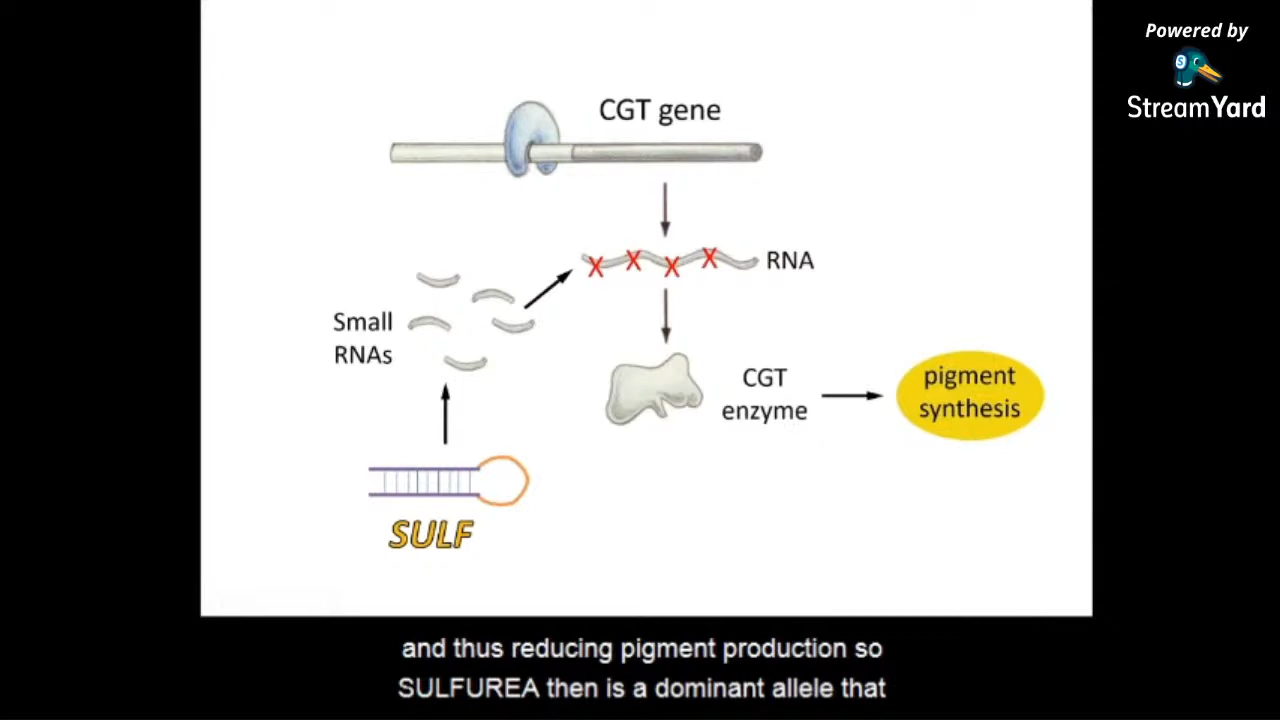 Powered by
StreamYard
CGT gene
X X X X
RNA
Small
RNAs
CGT
enzyme
pigment
synthesis
SULF
and thus reducing pigment production so
SULFUREA then is a dominant allele that